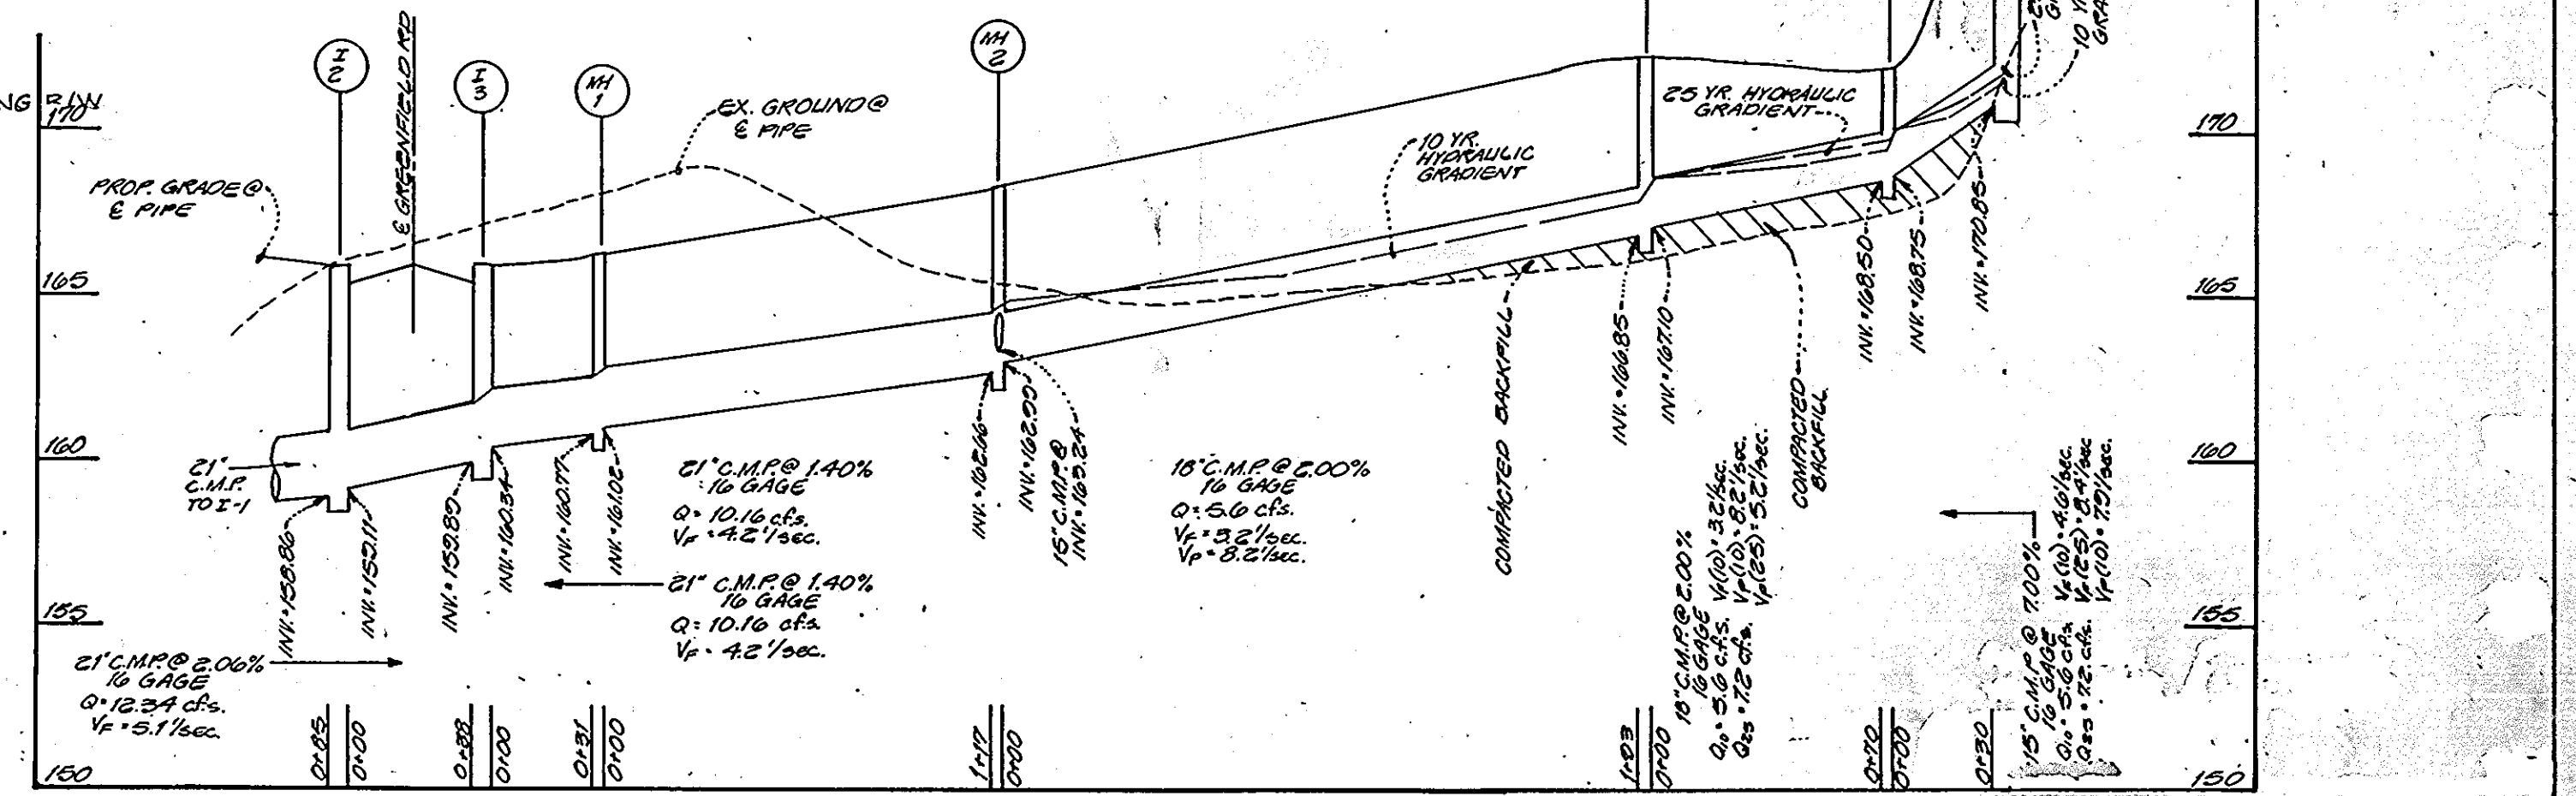 I
2
₵ GREENFIELD RD
I
3
MH
1
MH
2
EX. GROUND @
₵ PIPE
PROP. GRADE @
₵ PIPE
10 YR.
HYDRAULIC
GRADIENT
25 YR. HYDRAULIC
GRADIENT
10 YR
NG R/W
170
165
160
155
150
170
165
160
155
150
21"
C.M.P.
TO I-1
INV.=158.86
INV.=159.11
INV.=159.89
INV.=160.34
INV.=160.77
INV.=161.02
INV.=162.66
INV.=162.99
15" C.M.P. @
INV.=163.24
COMPACTED BACKFILL
INV.=166.85
INV.=167.10
COMPACTED
BACKFILL
INV.=168.50
INV.=168.75
INV.=170.85
21" C.M.P. @ 1.40%
16 GAGE
Q= 10.16 cfs.
VF = 4.2'/sec.
21" C.M.P. @ 1.40%
16 GAGE
Q= 10.16 cfs.
VF = 4.2'/sec.
18" C.M.P. @ 2.00%
16 GAGE
Q= 5.6 cfs.
VF = 3.2'/sec.
VP = 8.2'/sec.
21" C.M.P. @ 2.06%
16 GAGE
Q=12.34 cfs.
VF = 5.1'/sec.
18" C.M.P. @ 2.00%
16 GAGE
Q10 = 5.6 c.f.s. VF(10)=3.2'/sec.
Q25 = 7.2 cfs. VP(10)=8.2'/sec.
VP(25)=5.2'/sec.
15" C.M.P @ 7.00%
16 GAGE
Q10 = 5.6 cfs. VF(10)=4.6'/sec.
Q25 = 7.2 cfs. VF(25)=8.4'/sec
VP(10)=7.9'/sec.
0+85
0+00
0+38
0+00
0+31
0+00
1+17
0+00
1+93
0+00
0+70
0+00
0+30